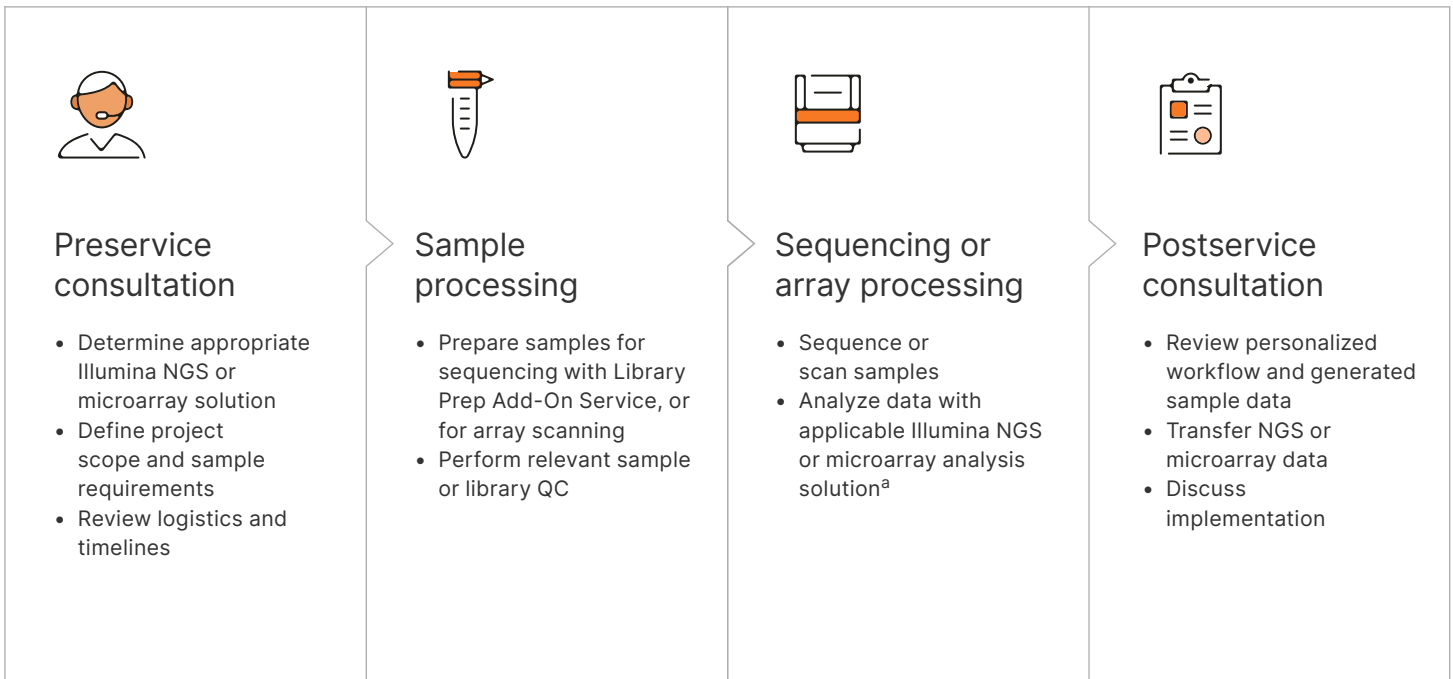 Preservice
consultation
• Determine appropriate
Illumina NGS or
microarray solution
• Define project
scope and sample
requirements
• Review logistics and
timelines
Sample
processing
• Prepare samples for
sequencing with Library
Prep Add-On Service, or
for array scanning
• Perform relevant sample
or library QC
Sequencing or
array processing
• Sequence or
scan samples
• Analyze data with
applicable Illumina NGS
or microarray analysis
solutionᵃ
Postservice
consultation
• Review personalized
workflow and generated
sample data
• Transfer NGS or
microarray data
• Discuss
implementation